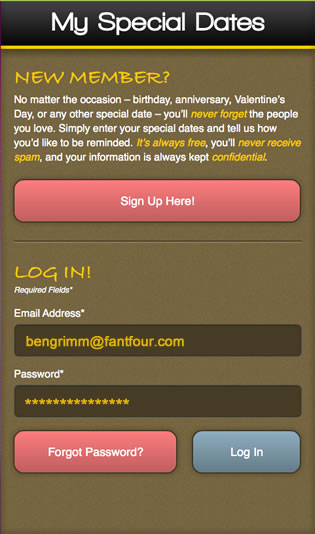 My Special Dates
NEW MEMBER?
No matter the occasion – birthday, anniversary, Valentine's
Day, or any other special date – you'll never forget the people
you love. Simply enter your special dates and tell us how
you'd like to be reminded. It's always free, you'll never receive
spam, and your information is always kept confidential.
Sign Up Here!
LOG IN!
Required Fields*
Email Address*
bengrimm@fantfour.com
Password*
***************
Forgot Password?
Log In